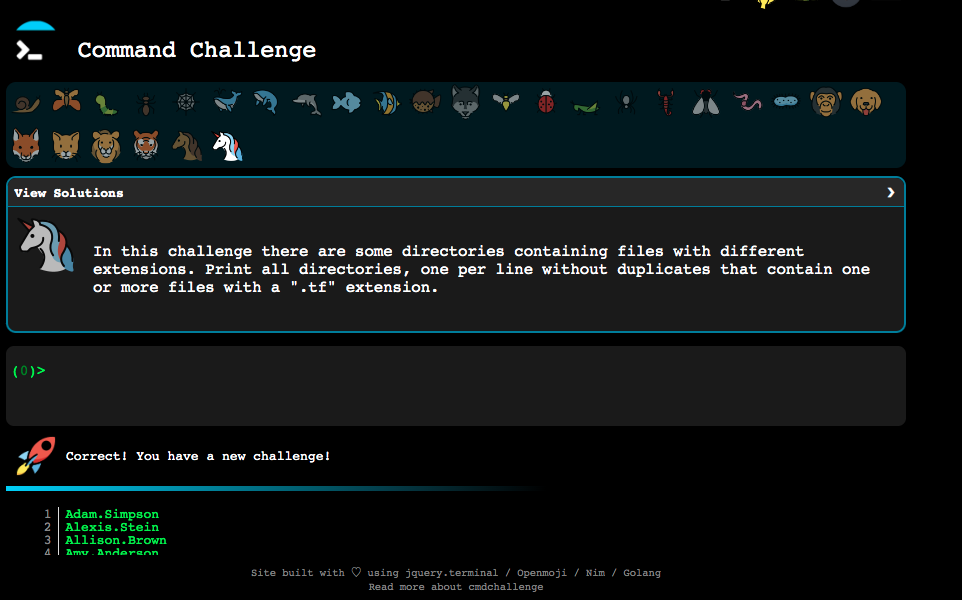 Command Challenge
View Solutions
In this challenge there are some directories containing files with different
extensions. Print all directories, one per line without duplicates that contain one
or more files with a ".tf" extension.
(0)>
Correct! You have a new challenge!
1 Adam.Simpson
2 Alexis.Stein
3 Allison.Brown
4 Amy.Anderson
Site built with ♡ using jquery.terminal / Openmoji / Nim / Golang
Read more about cmdchallenge